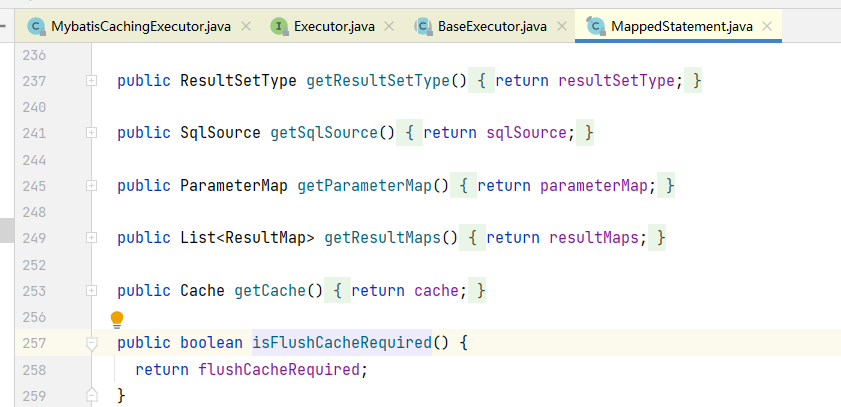 MybatisCachingExecutor.java Executor.java BaseExecutor.java MappedStatement.java
236
237 public ResultSetType getResultSetType() { return resultSetType; }
240
241 public SqlSource getSqlSource() { return sqlSource; }
244
245 public ParameterMap getParameterMap() { return parameterMap; }
248
249 public List<ResultMap> getResultMaps() { return resultMaps; }
252
253 public Cache getCache() { return cache; }
256
257 public boolean isFlushCacheRequired() {
258 return flushCacheRequired;
259 }